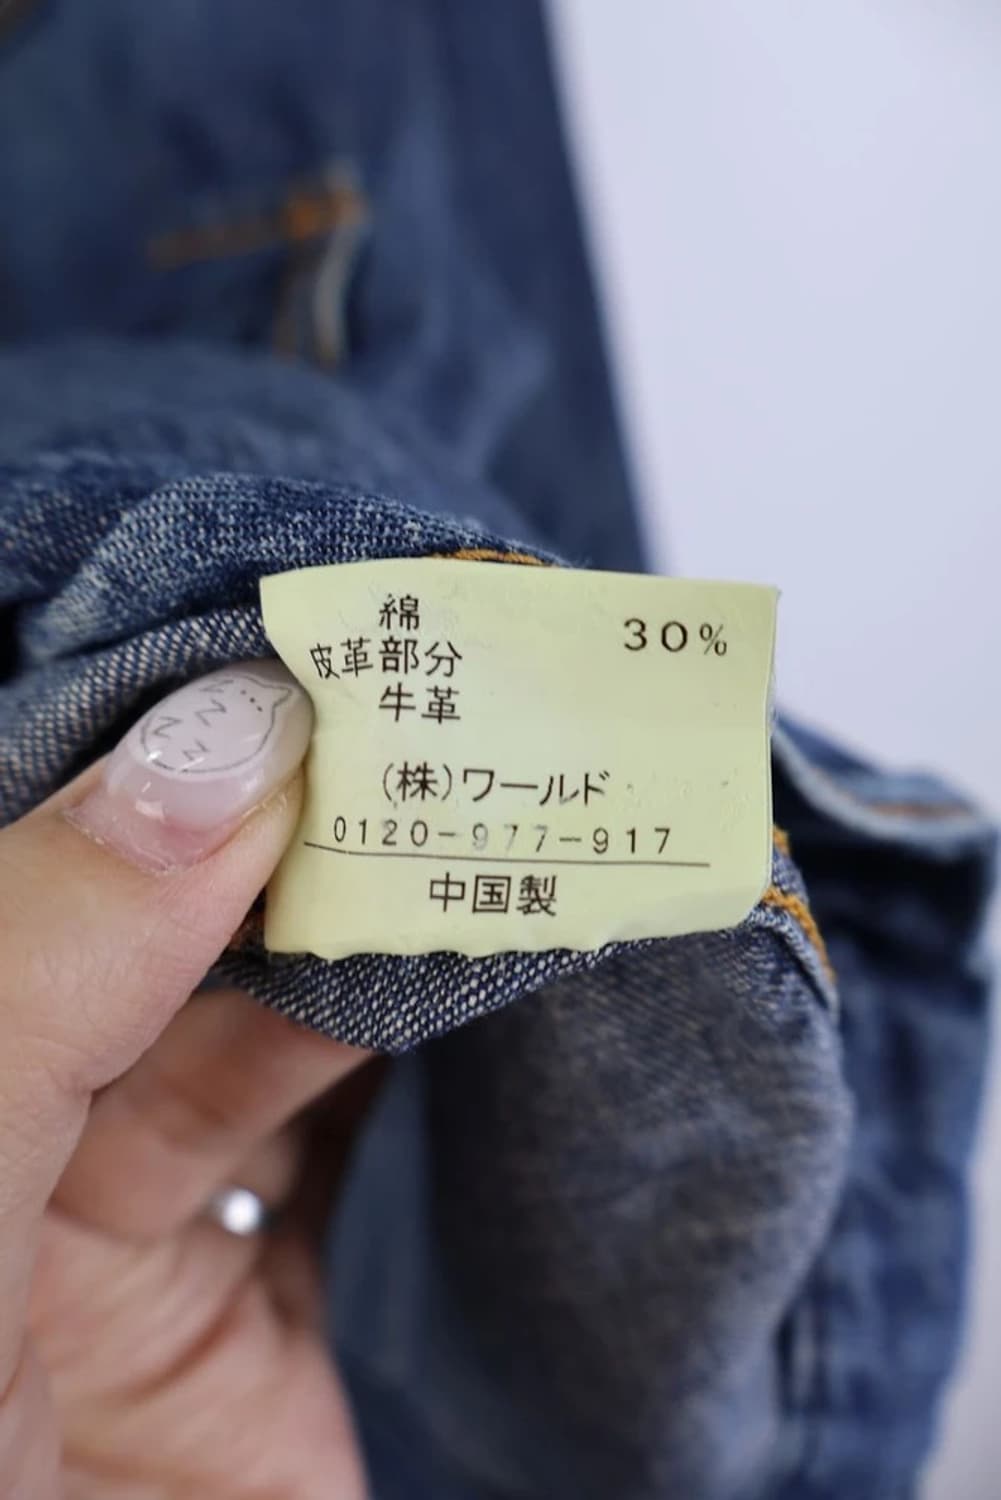 綿 30%
皮革部分
牛革
(株)ワールド
0120-977-917
中国製